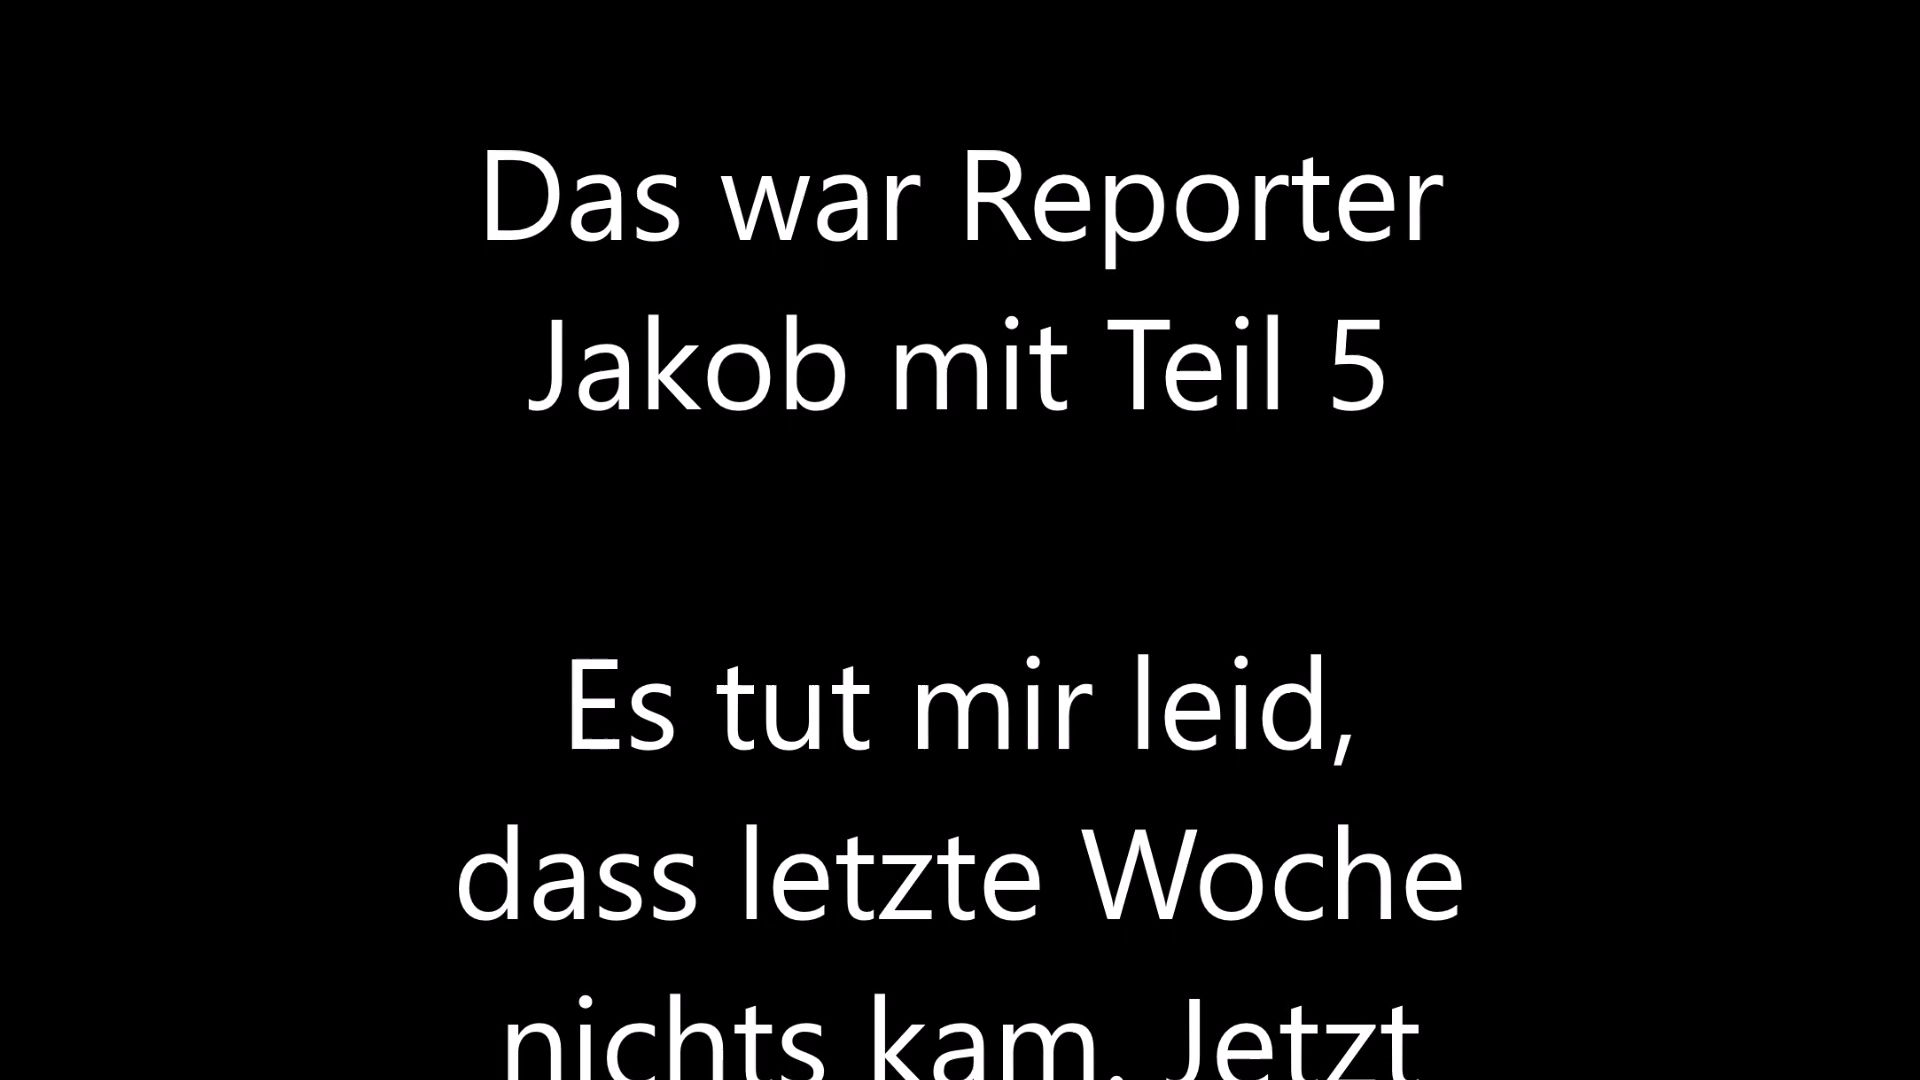 Das war Reporter
Jakob mit Teil 5
Es tut mir leid,
dass letzte Woche
nichts kam. Jetzt